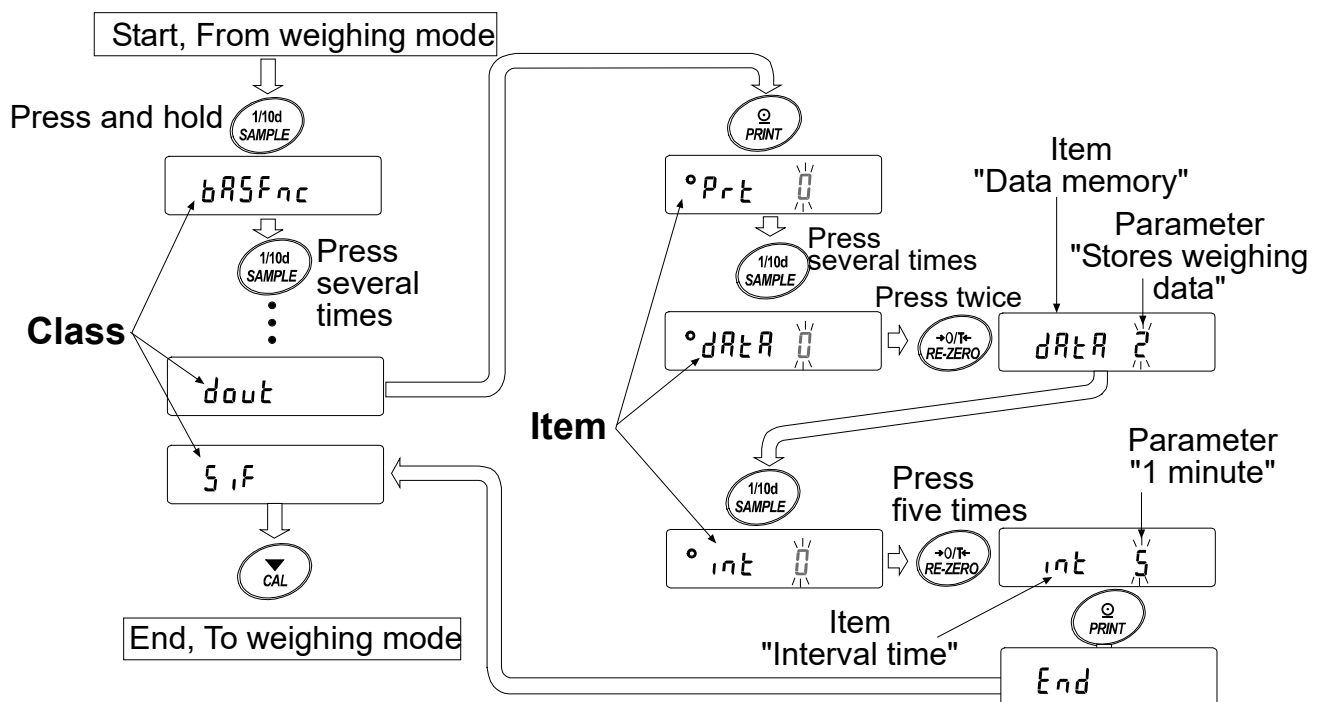 Start, From weighing mode
Press and hold
1/10d
SAMPLE
bASFnc
1/10d
SAMPLE
Press
several
times
Class
dout
S iF
CAL
End, To weighing mode
PRINT
Prt 0
1/10d
SAMPLE
Press
several times
Item
"Data memory"
Parameter
"Stores weighing
data"
Press twice
dAtA 0
→0/T←
RE-ZERO
dAtA 2
Item
1/10d
SAMPLE
Press
five times
Parameter
"1 minute"
int 0
→0/T←
RE-ZERO
int 5
Item
"Interval time"
PRINT
End